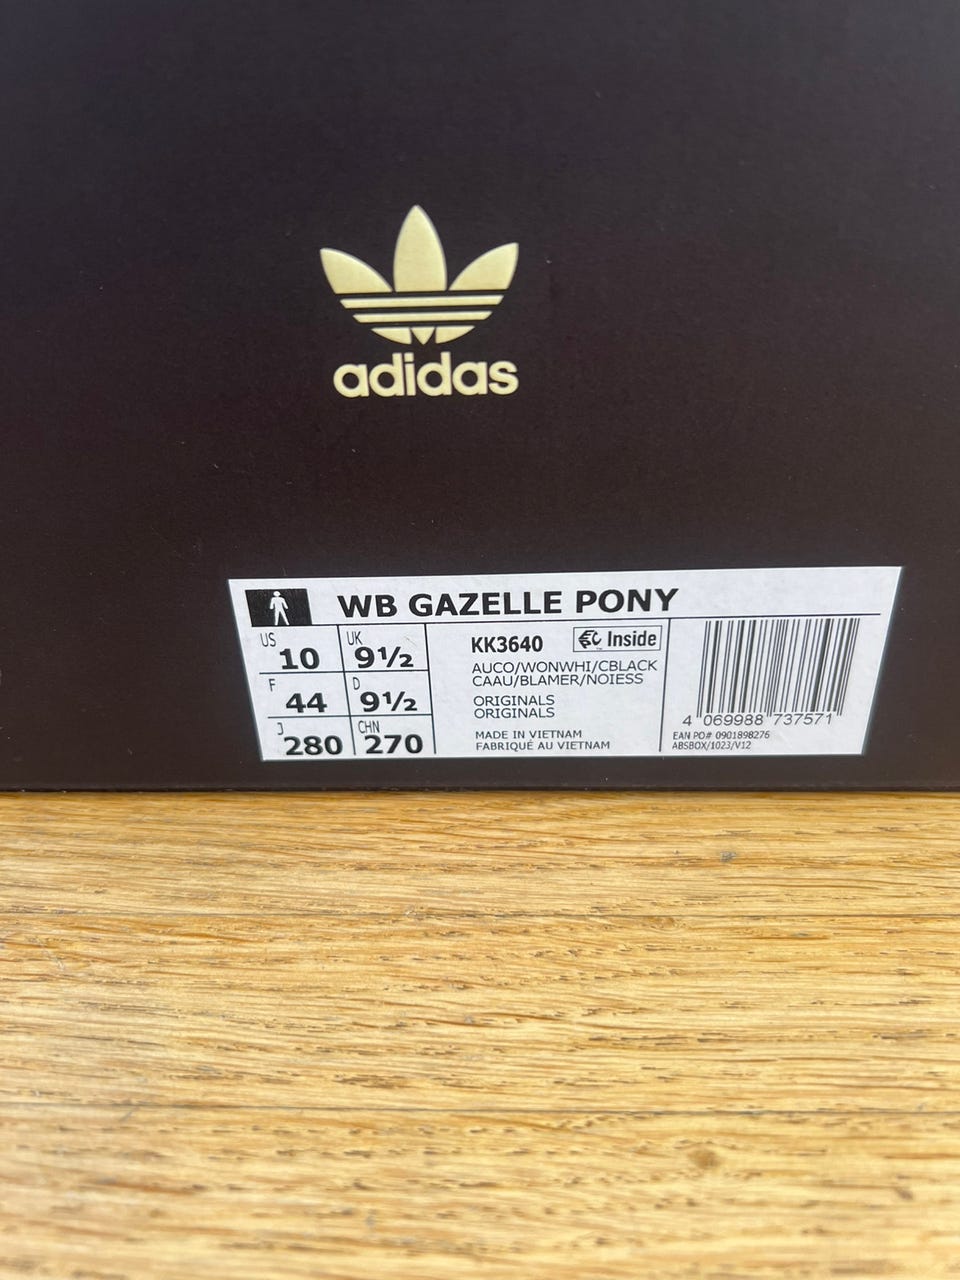 adidas
WB GAZELLE PONY
US 10 UK 9½
F 44 D 9½
J 280 CHN 270
KK3640 Inside
AUCO/WONWHI/CBLACK
CAAU/BLAMER/NOIESS
ORIGINALS
ORIGINALS
MADE IN VIETNAM
FABRIQUÉ AU VIETNAM
4 069988 737571
EAN PO# 0901898276
ABSBOX/1023/V12